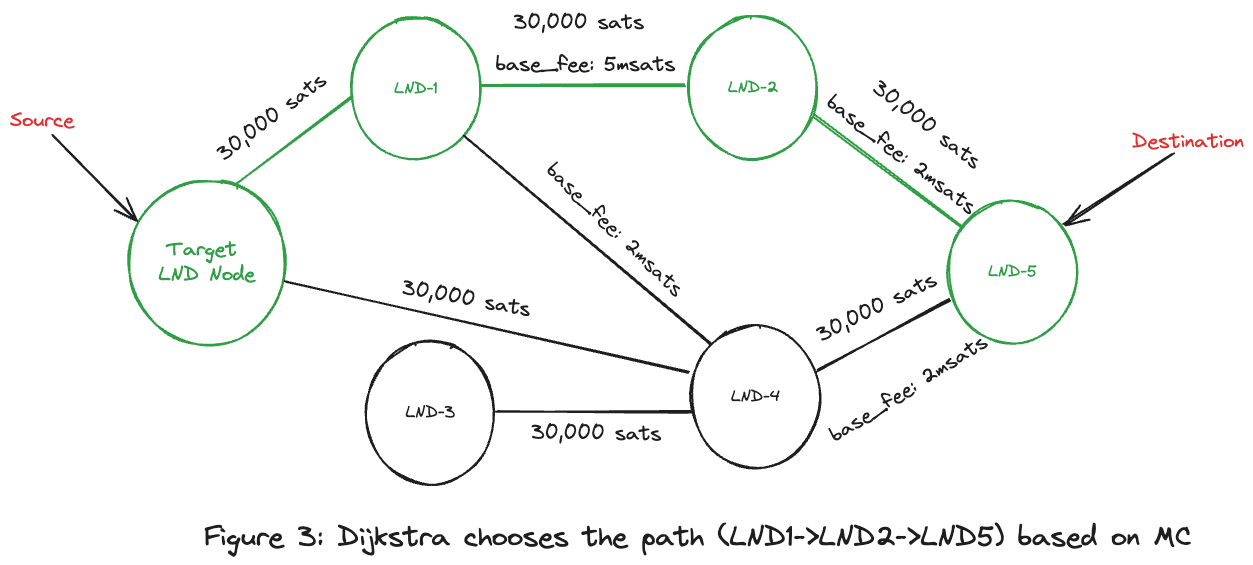 30,000 sats
base_fee: 5msats
LND-1
LND-2
30,000 sats
30,000 sats
base_fee: 2msats
Source
Destination
base_fee: 2msats
Target
LND Node
LND-5
30,000 sats
30,000 sats
base_fee: 2msats
LND-4
LND-3
30,000 sats
Figure 3: Dijkstra chooses the path (LND1->LND2->LND5) based on MC